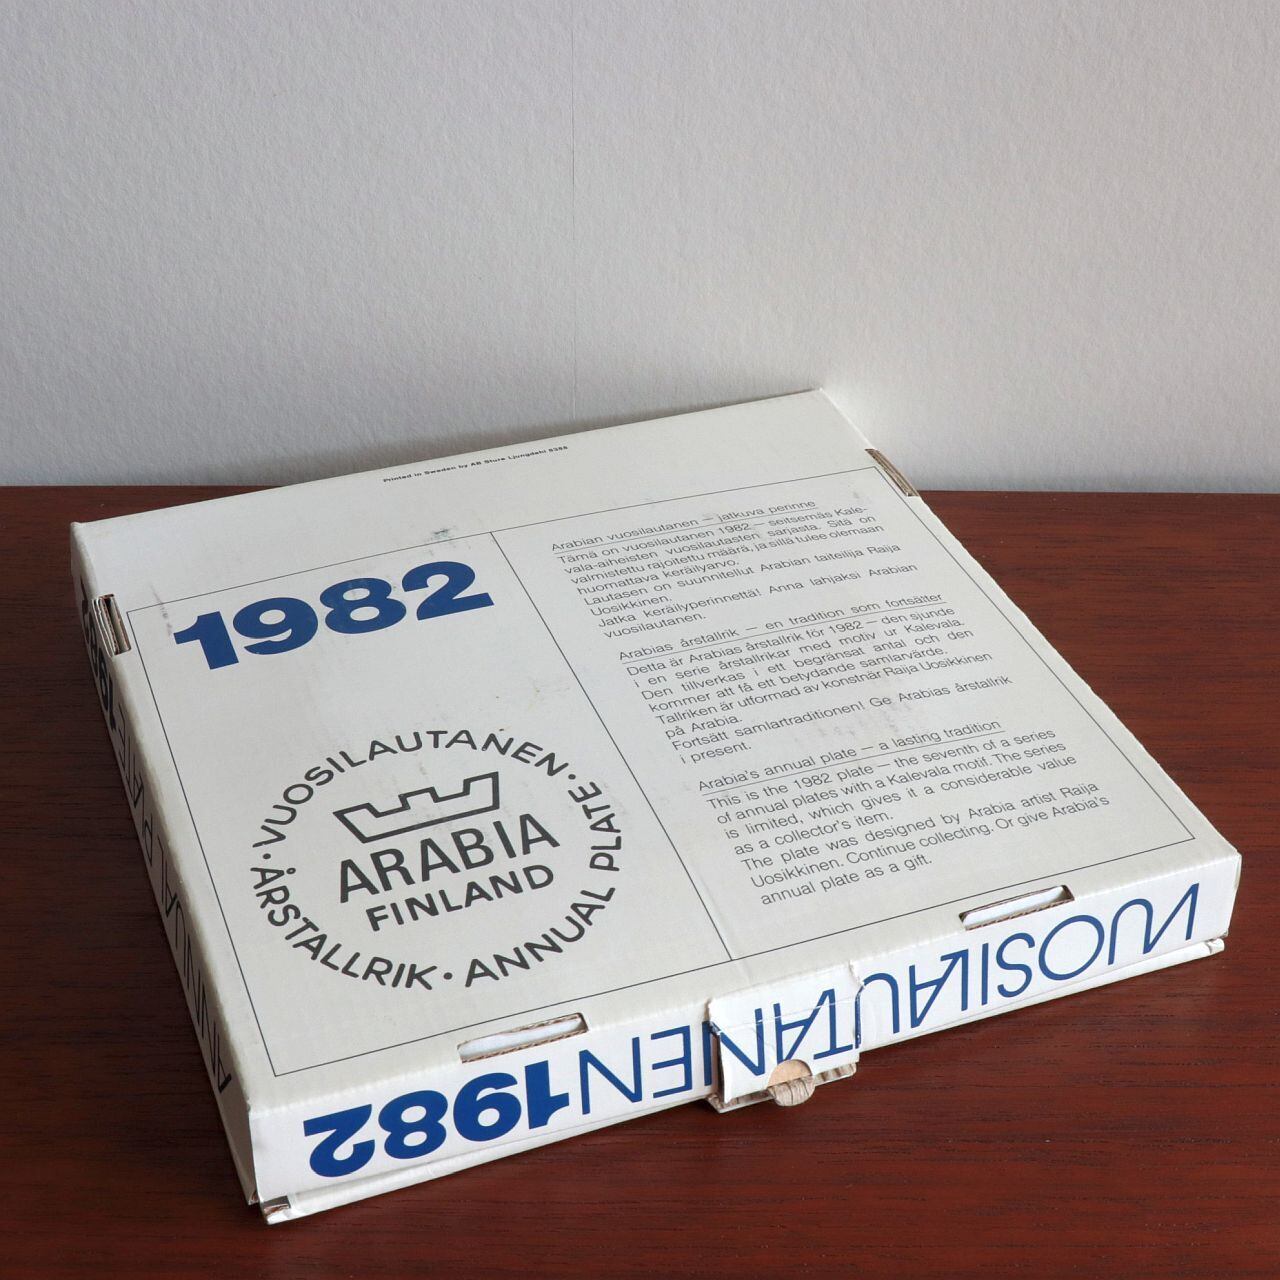 Printed in Sweden by AB Sture Ljungdahl 8355
1982
VUOSILAUTANEN · ANNUAL PLATE · ÅRSTALLRIK ·
ARABIA
FINLAND
Arabian vuosilautanen — jatkuva perinne
Tämä on vuosilautanen 1982 — seitsemäs Kale-
vala-aiheisten vuosilautasten sarjasta. Sitä on
valmistettu rajoitettu määrä, ja sillä tulee olemaan
huomattava keräilyarvo.
Lautasen on suunnitellut Arabian taiteilija Raija
Uosikkinen.
Jatka keräilyperinnettä! Anna lahjaksi Arabian
vuosilautanen.
Arabias årstallrik — en tradition som fortsätter
Detta är Arabias årstallrik för 1982 — den sjunde
i en serie årstallrikar med motiv ur Kalevala.
Den tillverkas i ett begränsat antal och den
kommer att få ett betydande samlarvärde.
Tallriken är utformad av konstnär Raija Uosikkinen
på Arabia.
Fortsätt samlartraditionen! Ge Arabias årstallrik
i present.
Arabia's annual plate — a lasting tradition
This is the 1982 plate — the seventh of a series
of annual plates with a Kalevala motif. The series
is limited, which gives it a considerable value
as a collector's item.
The plate was designed by Arabia artist Raija
Uosikkinen. Continue collecting. Or give Arabia's
annual plate as a gift.
VUOSILAUTANEN 1982
ANNUAL PLATE 1982